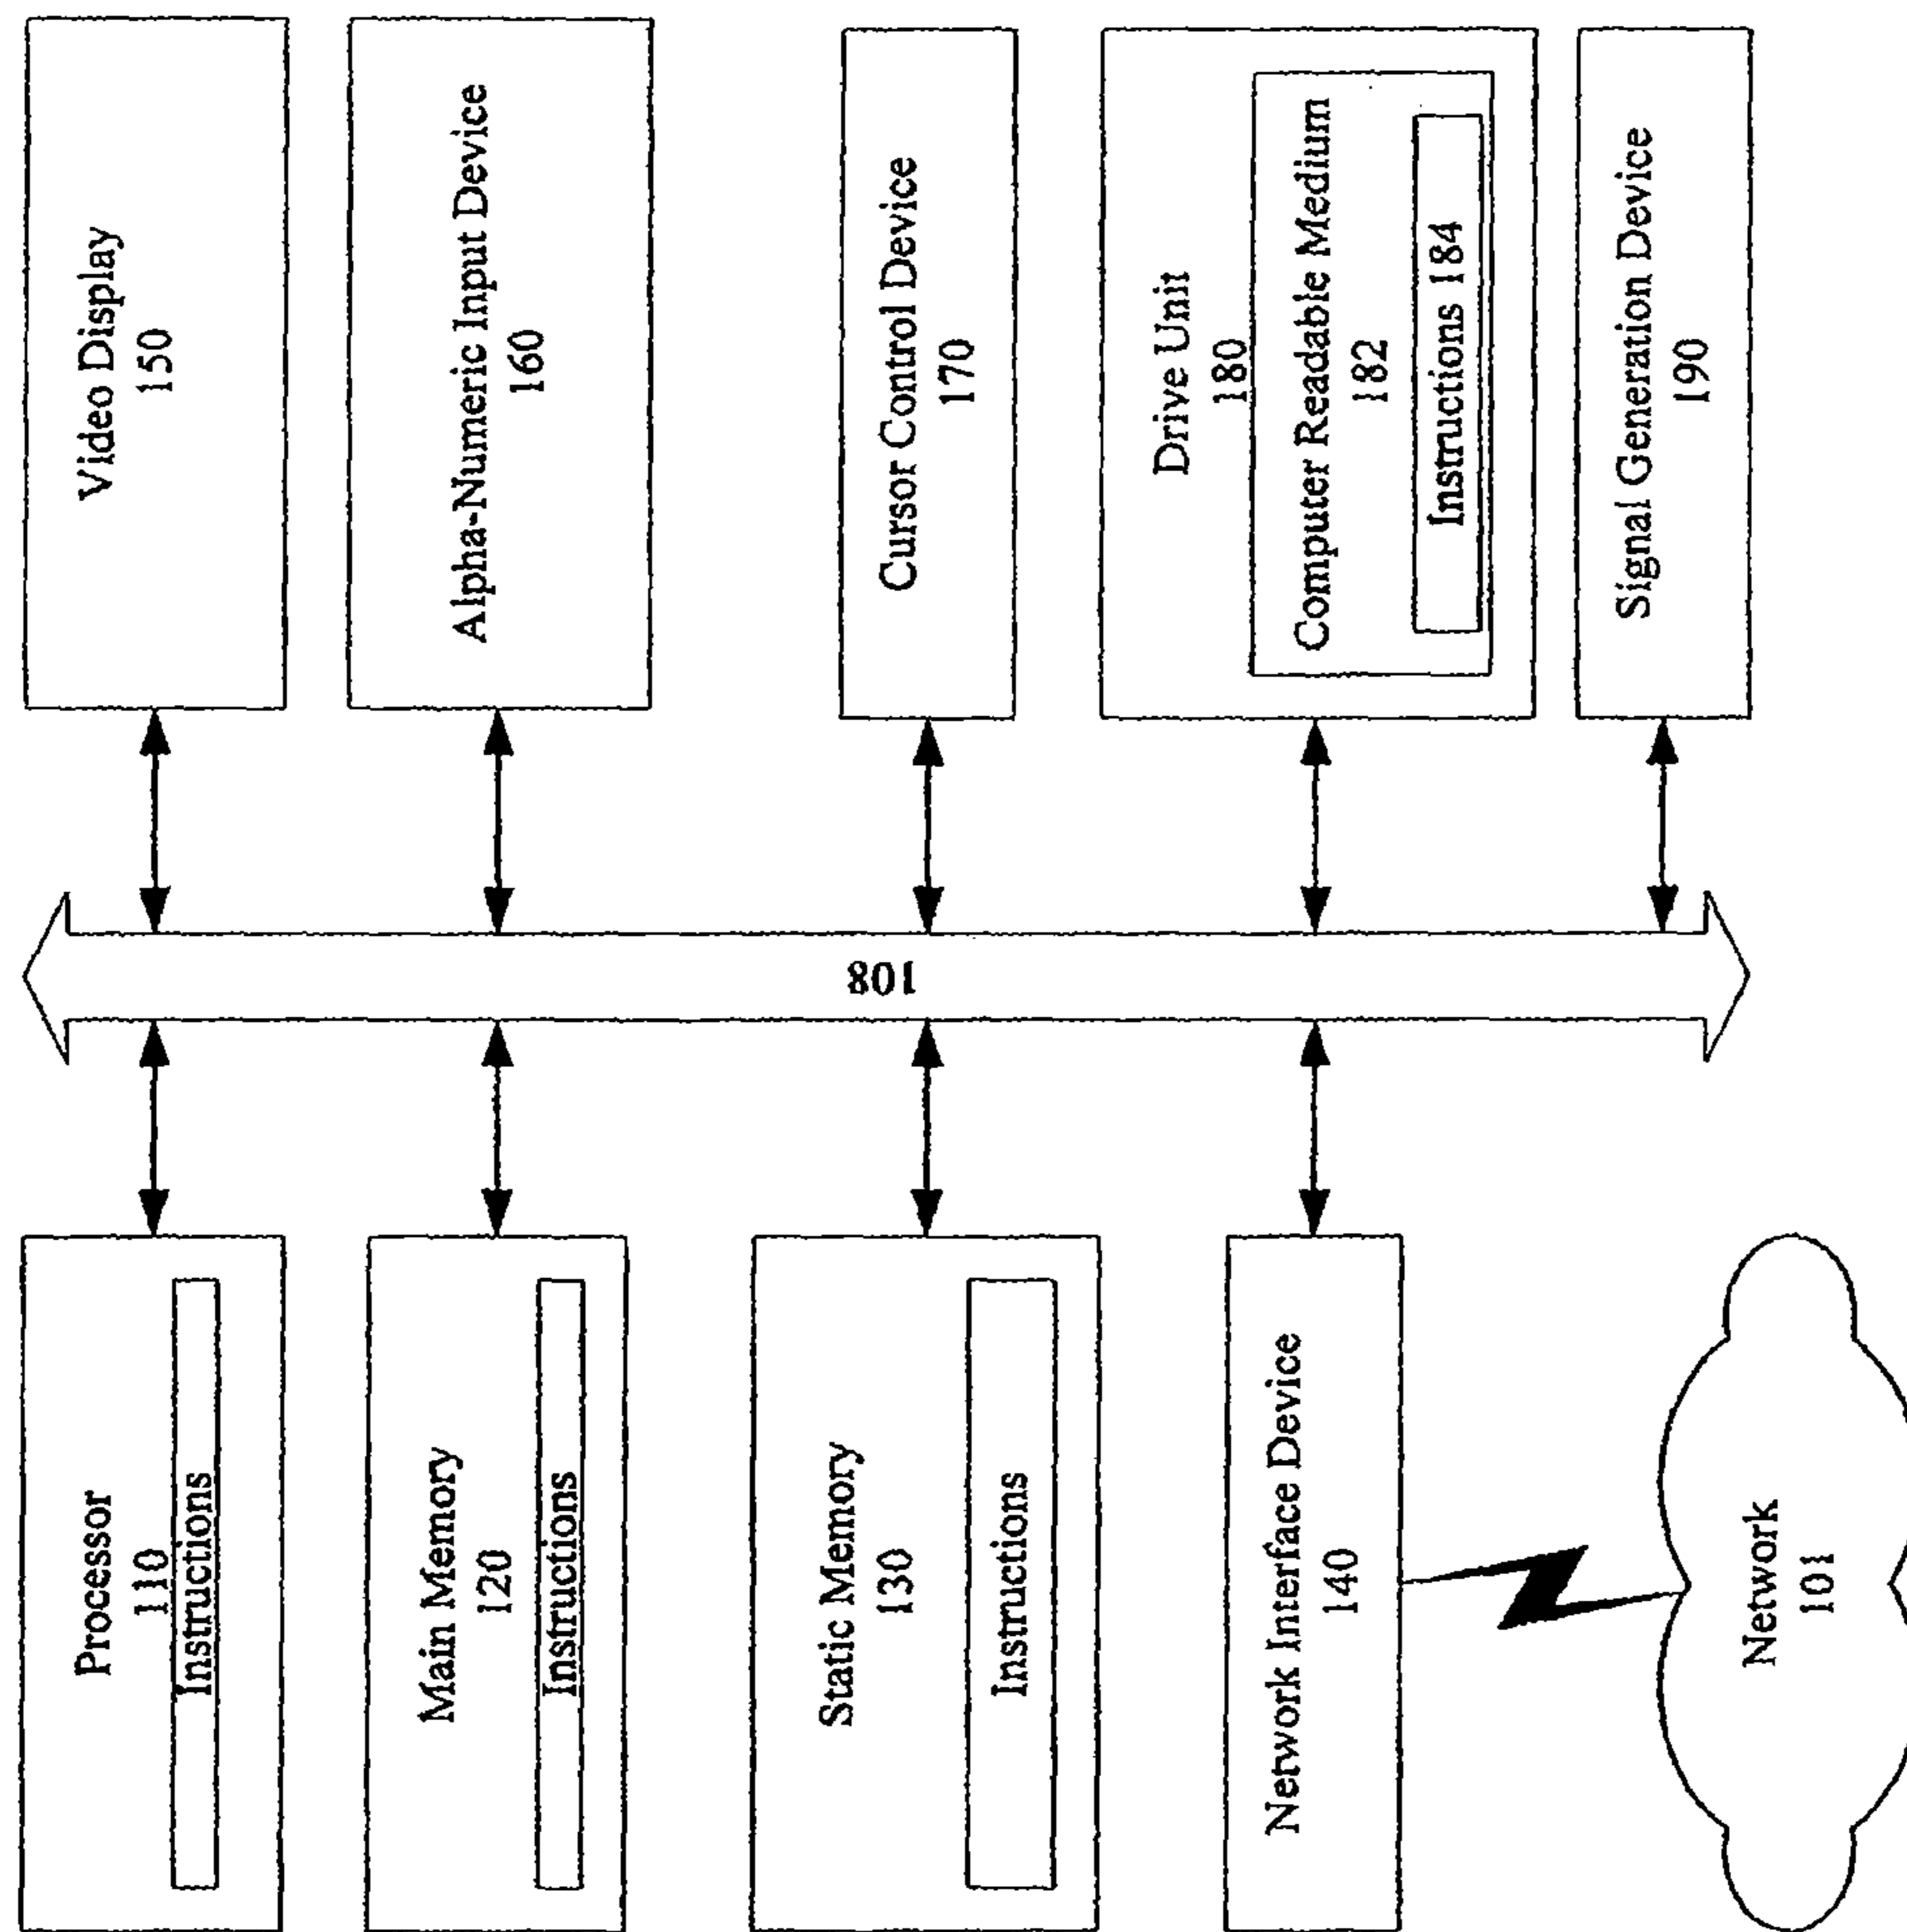 Processor
110
Instructions
Main Memory
120
Instructions
Static Memory
130
Instructions
Network Interface Device
140
Network
101
108
Video Display
150
Alpha-Numeric Input Device
160
Cursor Control Device
170
Drive Unit
180
Computer Readable Medium
182
Instructions 184
Signal Generation Device
190